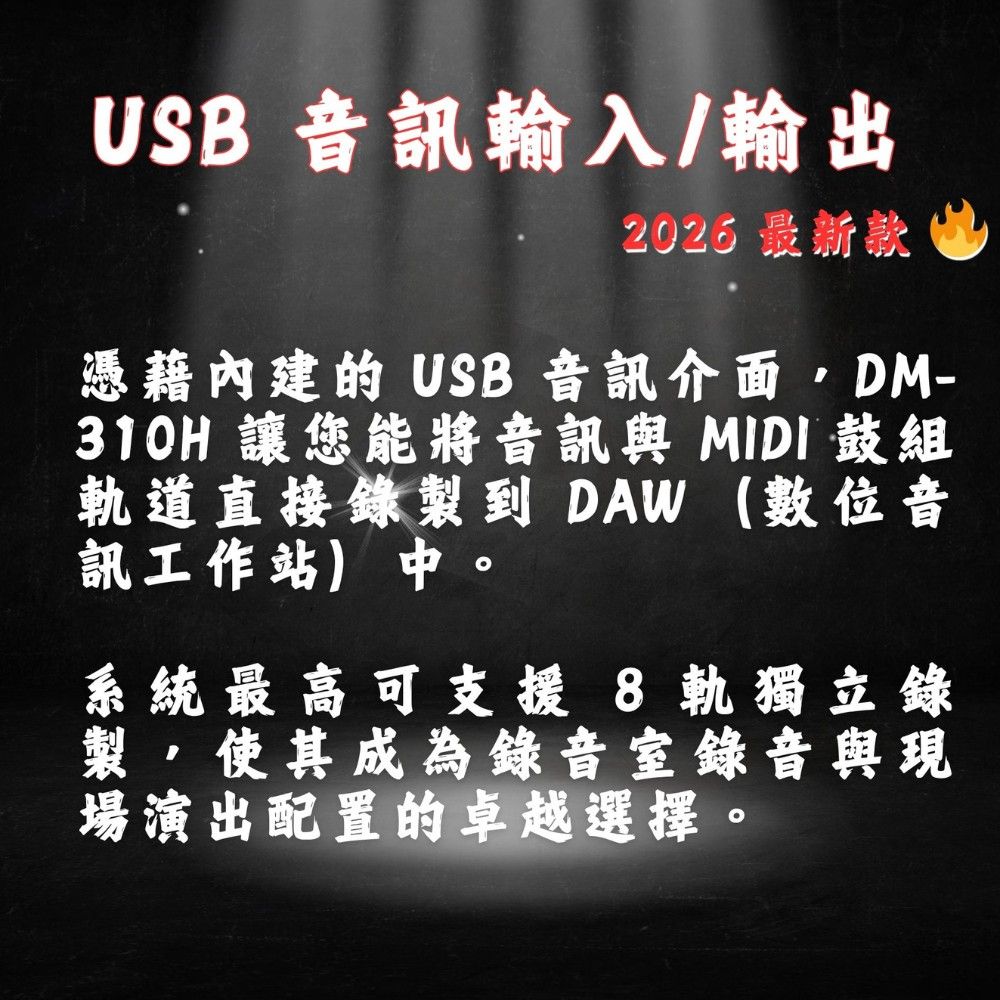 USB 音訊輸入/輸出
2026 最新款 🔥
憑藉內建的 USB 音訊介面，DM-
310H 讓您能將音訊與 MIDI 鼓組
軌道直接錄製到 DAW （數位音
訊工作站） 中。
系統最高可支援 8 軌獨立錄
製，使其成為錄音室錄音與現
場演出配置的卓越選擇。